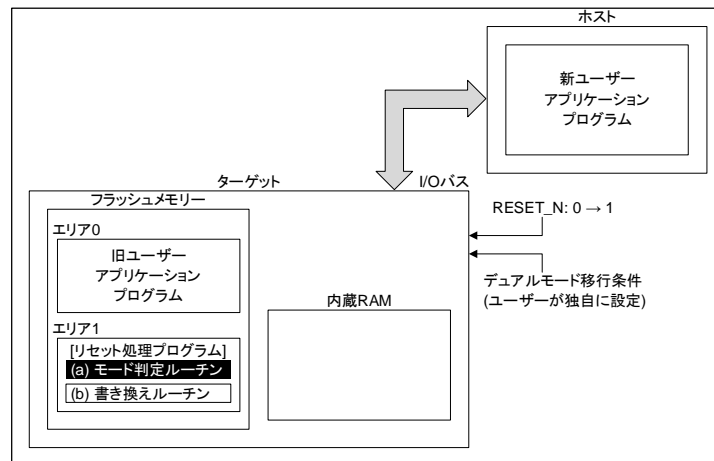 ホスト
新ユーザー
アプリケーション
プログラム
ターゲット
I/Oバス
フラッシュメモリー
RESET_N: 0 → 1
エリア0
旧ユーザー
アプリケーション
プログラム
デュアルモード移行条件
(ユーザーが独自に設定)
内蔵RAM
エリア1
[リセット処理プログラム]
(a) モード判定ルーチン
(b) 書き換えルーチン